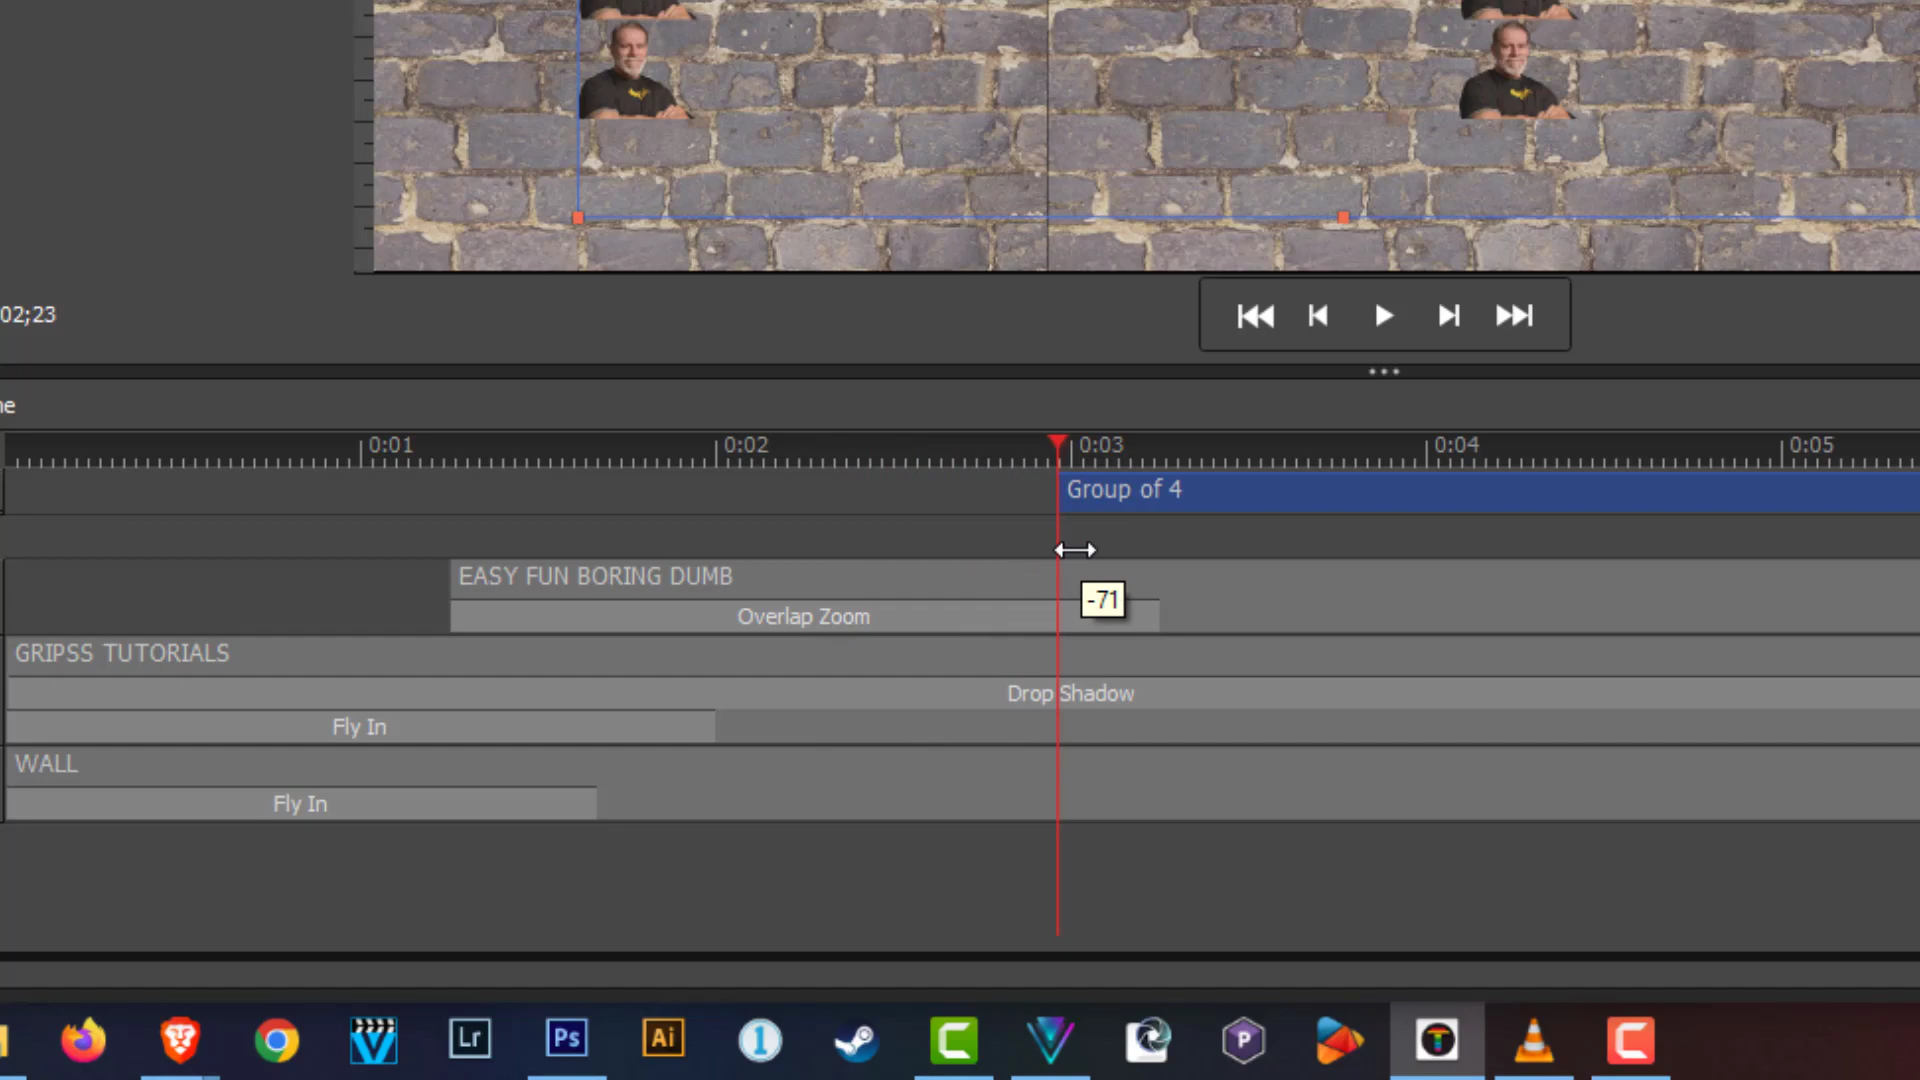 02;23
ne
0:01 0:02 0:03 0:04 0:05
Group of 4
EASY FUN BORING DUMB
-71
Overlap Zoom
GRIPSS TUTORIALS
Drop Shadow
Fly In
WALL
Fly In
Lr Ps Ai 1 P T